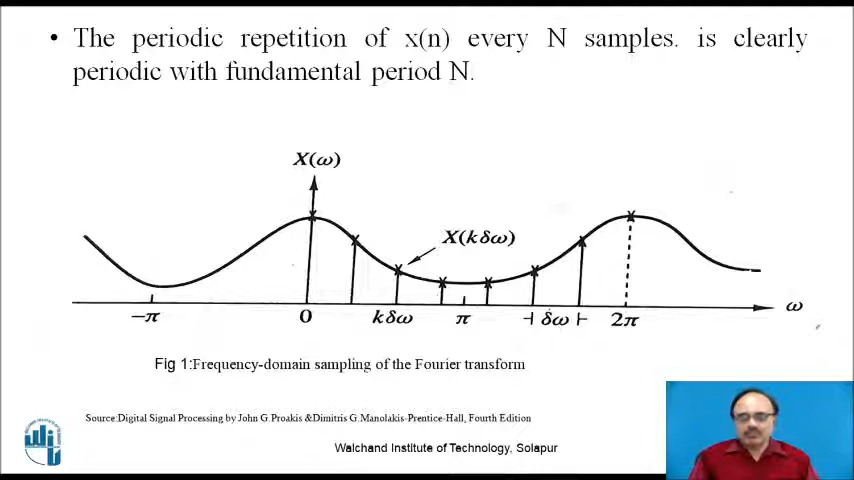 • The periodic repetition of x(n) every N samples. is clearly
periodic with fundamental period N.
X(ω)
X(kδω)
−π 0 kδω π δω 2π ω
Fig 1:Frequency-domain sampling of the Fourier transform
Source:Digital Signal Processing by John G.Proakis &Dimitris G.Manolakis-Prentice-Hall, Fourth Edition
Walchand Institute of Technology, Solapur